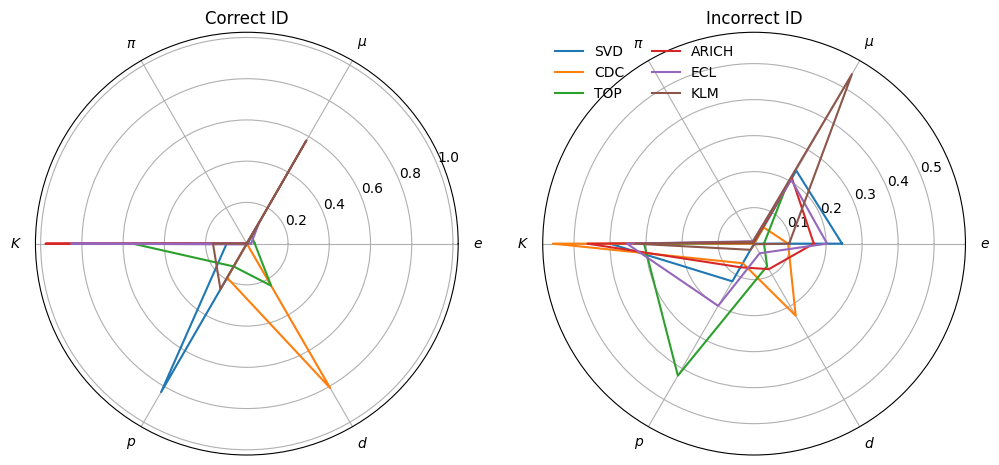 Correct ID
π
μ
K
e
p
d
0.2
0.4
0.6
0.8
1.0
Incorrect ID
π
μ
K
e
p
d
0.1
0.2
0.3
0.4
0.5
SVD
CDC
TOP
ARICH
ECL
KLM